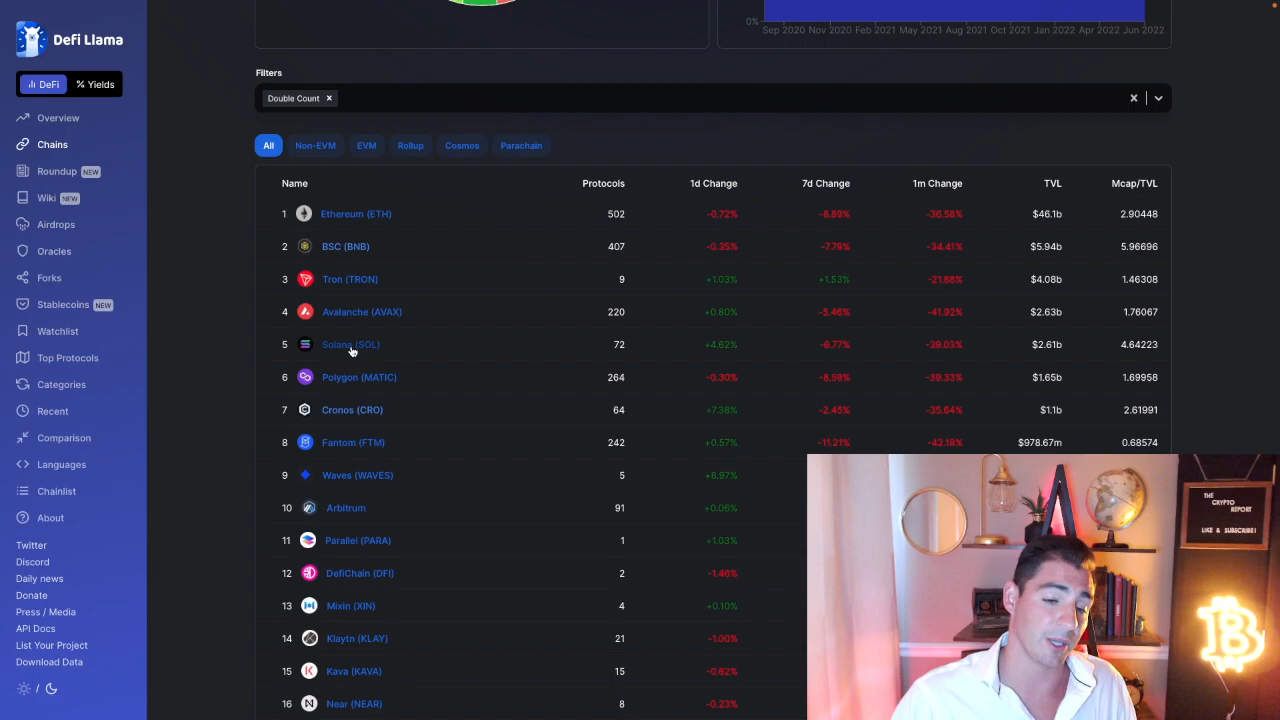 0%
Sep 2020 Nov 2020 Feb 2021 May 2021 Aug 2021 Oct 2021 Jan 2022 Apr 2022 Jun 2022
Defi Llama
DeFi % Yields
Overview
Chains
Roundup NEW
Wiki NEW
Airdrops
Oracles
Forks
Stablecoins NEW
Watchlist
Top Protocols
Categories
Recent
Comparison
Languages
Chainlist
About
Twitter
Discord
Daily news
Donate
Press / Media
API Docs
List Your Project
Download Data
/
Filters
Double Count ×
All Non-EVM EVM Rollup Cosmos Parachain
Name Protocols 1d Change 7d Change 1m Change TVL Mcap/TVL
1 Ethereum (ETH) 502 -0.72% -8.89% -36.58% $46.1b 2.90448
2 BSC (BNB) 407 -0.35% -7.79% -34.41% $5.94b 5.96696
3 Tron (TRON) 9 +1.03% +1.53% -21.88% $4.08b 1.46308
4 Avalanche (AVAX) 220 +0.80% -5.46% -41.92% $2.63b 1.76067
5 Solana (SOL) 72 +4.62% -6.77% -39.03% $2.61b 4.64223
6 Polygon (MATIC) 264 -0.30% -8.59% -39.33% $1.65b 1.69958
7 Cronos (CRO) 64 +7.38% -2.45% -35.64% $1.1b 2.61991
8 Fantom (FTM) 242 +0.57% -11.21% -42.18% $978.67m 0.68574
9 Waves (WAVES) 5 +8.97%
10 Arbitrum 91 +0.06%
11 Parallel (PARA) 1 +1.03%
12 DefiChain (DFI) 2 -1.46%
13 Mixin (XIN) 4 +0.10%
14 Klaytn (KLAY) 21 -1.00%
15 Kava (KAVA) 15 -0.62%
16 Near (NEAR) 8 -0.23%
THE
CRYPTO
REPORT
LIKE & SUBSCRIBE!